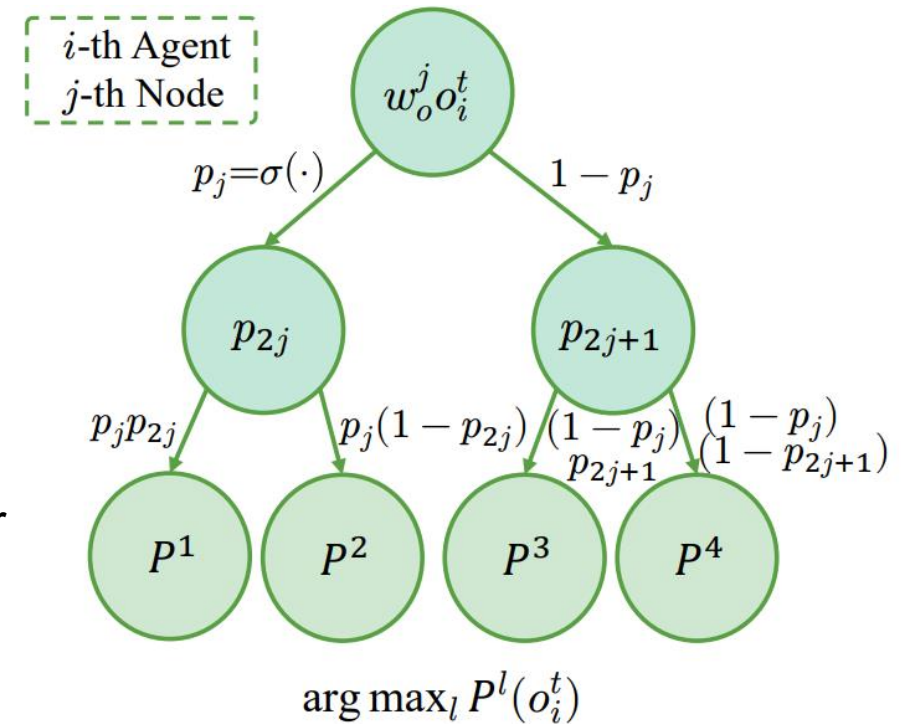 i-th Agent
j-th Node
$w_o^j o_i^t$
$p_j = \sigma(\cdot)$
$1 - p_j$
$p_{2j}$
$p_{2j+1}$
$p_j p_{2j}$
$p_j(1 - p_{2j})$
$(1 - p_j)$
$p_{2j+1}$
$(1 - p_j)$
$(1 - p_{2j+1})$
$P^1$
$P^2$
$P^3$
$P^4$
$\arg\max_l P^l(o_i^t)$